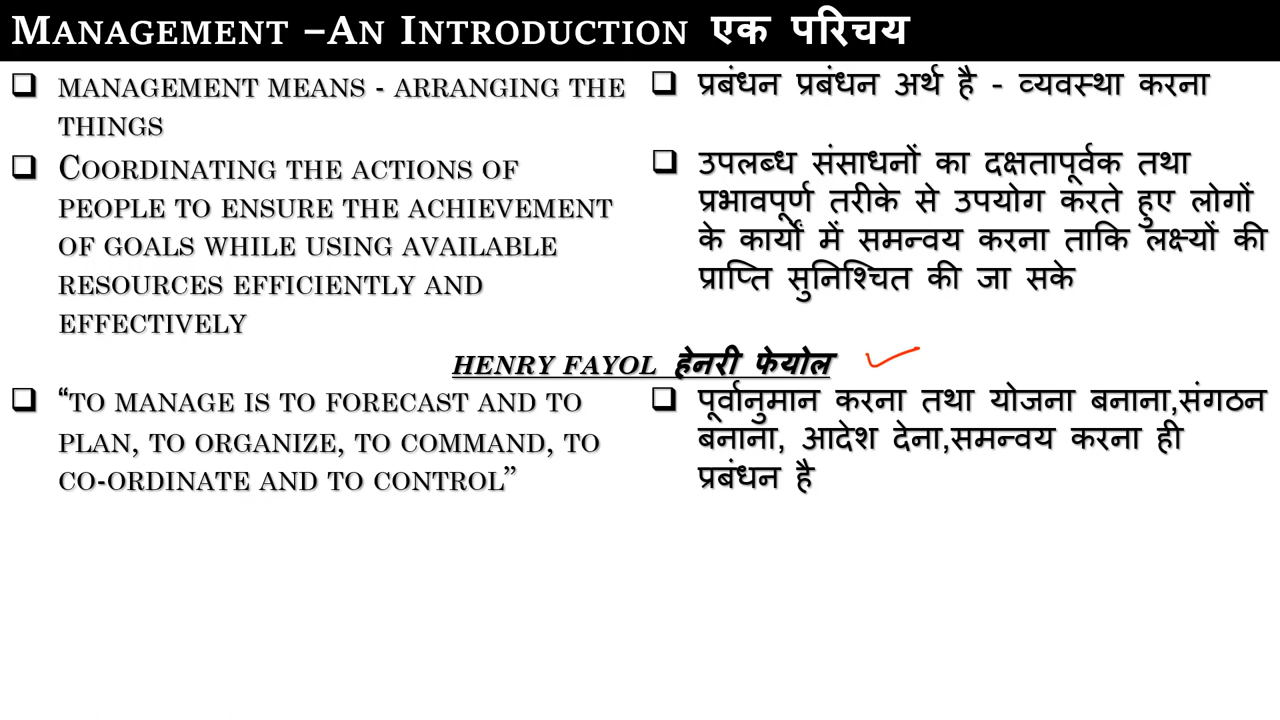 MANAGEMENT –AN INTRODUCTION एक परिचय
MANAGEMENT MEANS - ARRANGING THE
THINGS
COORDINATING THE ACTIONS OF
PEOPLE TO ENSURE THE ACHIEVEMENT
OF GOALS WHILE USING AVAILABLE
RESOURCES EFFICIENTLY AND
EFFECTIVELY
प्रबंधन प्रबंधन अर्थ है - व्यवस्था करना
उपलब्ध संसाधनों का दक्षतापूर्वक तथा
प्रभावपूर्ण तरीके से उपयोग करते हुए लोगों
के कार्यों में समन्वय करना ताकि लक्ष्यों की
प्राप्ति सुनिश्चित की जा सके
HENRY FAYOL हेनरी फेयोल
“TO MANAGE IS TO FORECAST AND TO
PLAN, TO ORGANIZE, TO COMMAND, TO
CO-ORDINATE AND TO CONTROL”
पूर्वानुमान करना तथा योजना बनाना,संगठन
बनाना, आदेश देना,समन्वय करना ही
प्रबंधन है